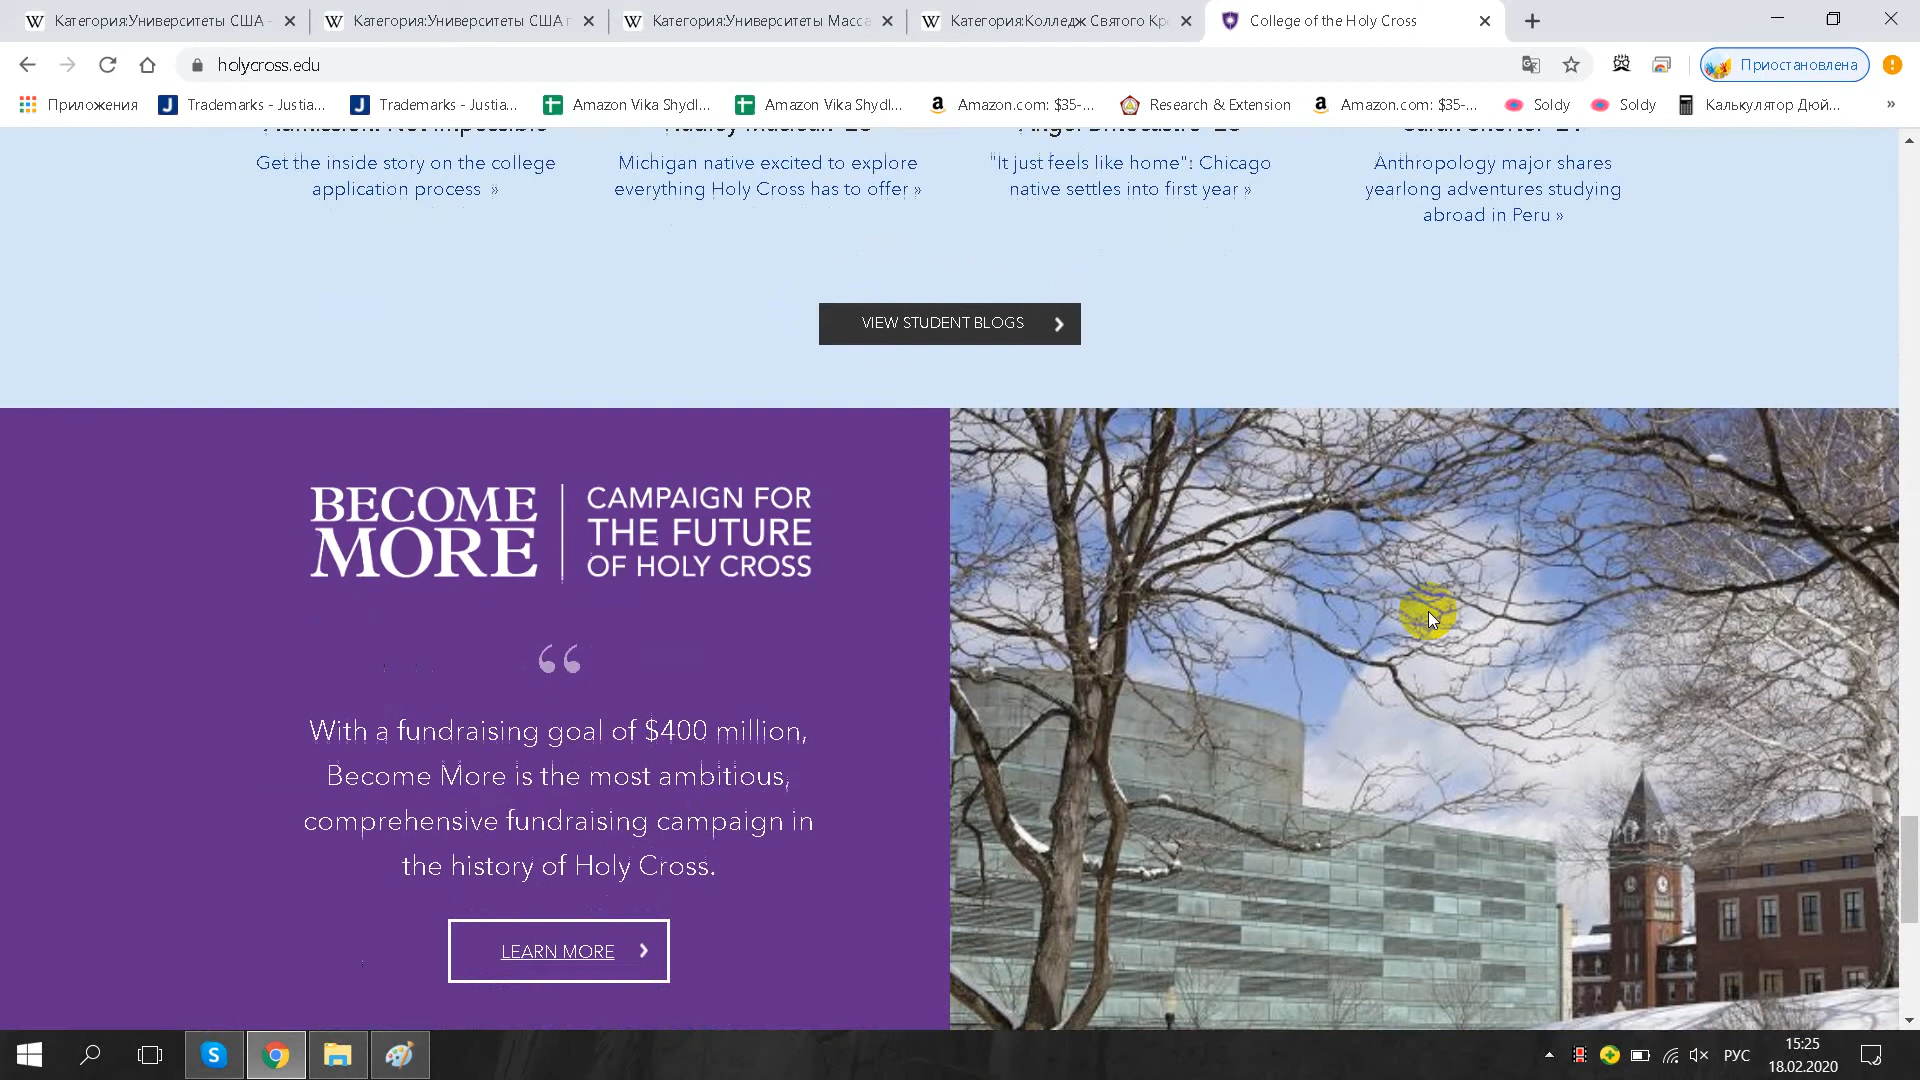 Категория:Университеты США -
Категория:Университеты США п
Категория:Университеты Масса
Категория:Колледж Святого Кр
College of the Holy Cross
holycross.edu
Приостановлена
Приложения
Trademarks - Justia...
Trademarks - Justia...
Amazon Vika Shydl...
Amazon Vika Shydl...
Amazon.com: $35-...
Research & Extension
Amazon.com: $35-...
Soldy
Soldy
Калькулятор Дюй...
»
Get the inside story on the college
application process »
Michigan native excited to explore
everything Holy Cross has to offer »
"It just feels like home": Chicago
native settles into first year »
Anthropology major shares
yearlong adventures studying
abroad in Peru »
VIEW STUDENT BLOGS
BECOME
MORE
CAMPAIGN FOR
THE FUTURE
OF HOLY CROSS
“
With a fundraising goal of $400 million,
Become More is the most ambitious,
comprehensive fundraising campaign in
the history of Holy Cross.
LEARN MORE
РУС
15:25
18.02.2020